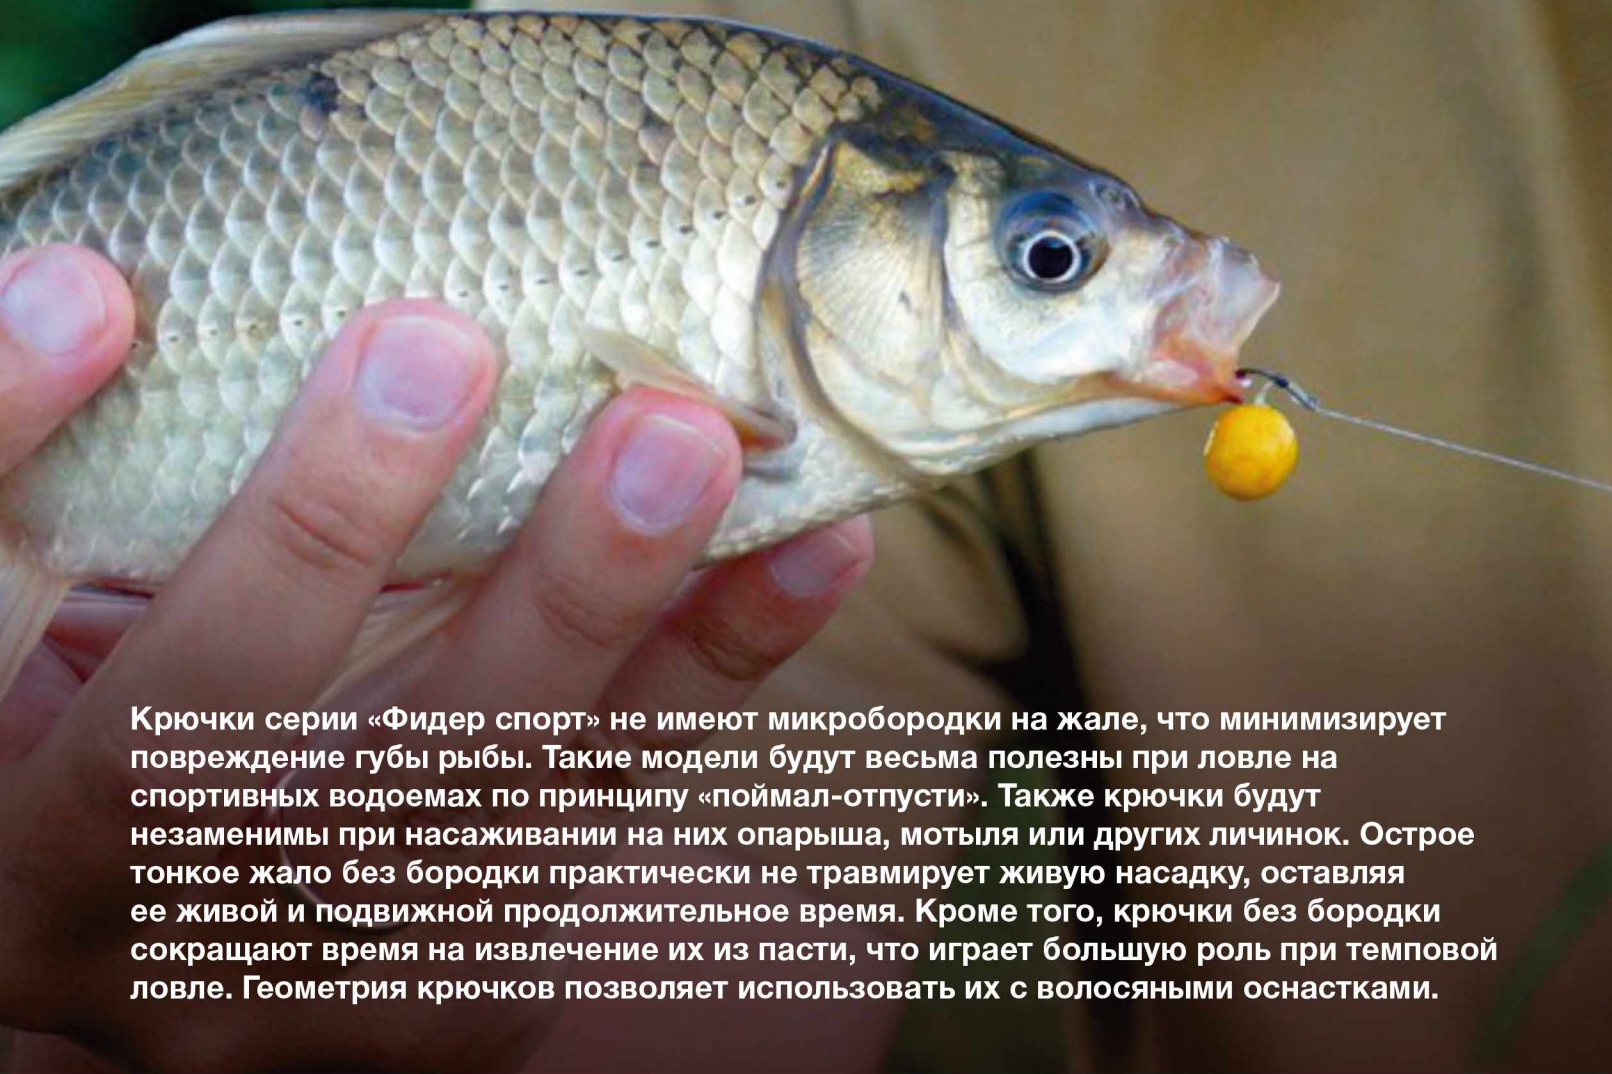 Крючки серии «Фидер спорт» не имеют микробородки на жале, что минимизирует
повреждение губы рыбы. Такие модели будут весьма полезны при ловле на
спортивных водоемах по принципу «поймал-отпусти». Также крючки будут
незаменимы при насаживании на них опарыша, мотыля или других личинок. Острое
тонкое жало без бородки практически не травмирует живую насадку, оставляя
ее живой и подвижной продолжительное время. Кроме того, крючки без бородки
сокращают время на извлечение их из пасти, что играет большую роль при темповой
ловле. Геометрия крючков позволяет использовать их с волосяными оснастками.